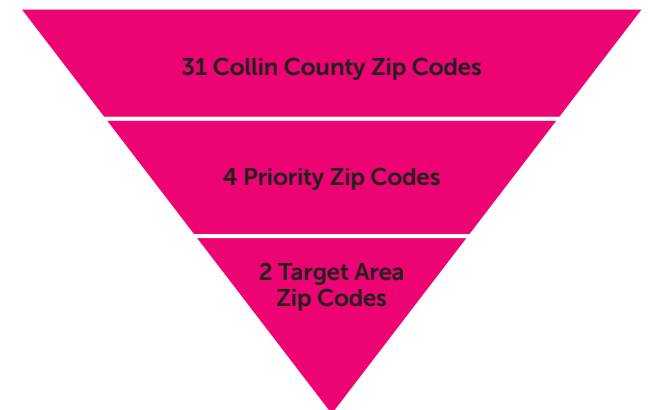 31 Collin County Zip Codes
4 Priority Zip Codes
2 Target Area
Zip Codes